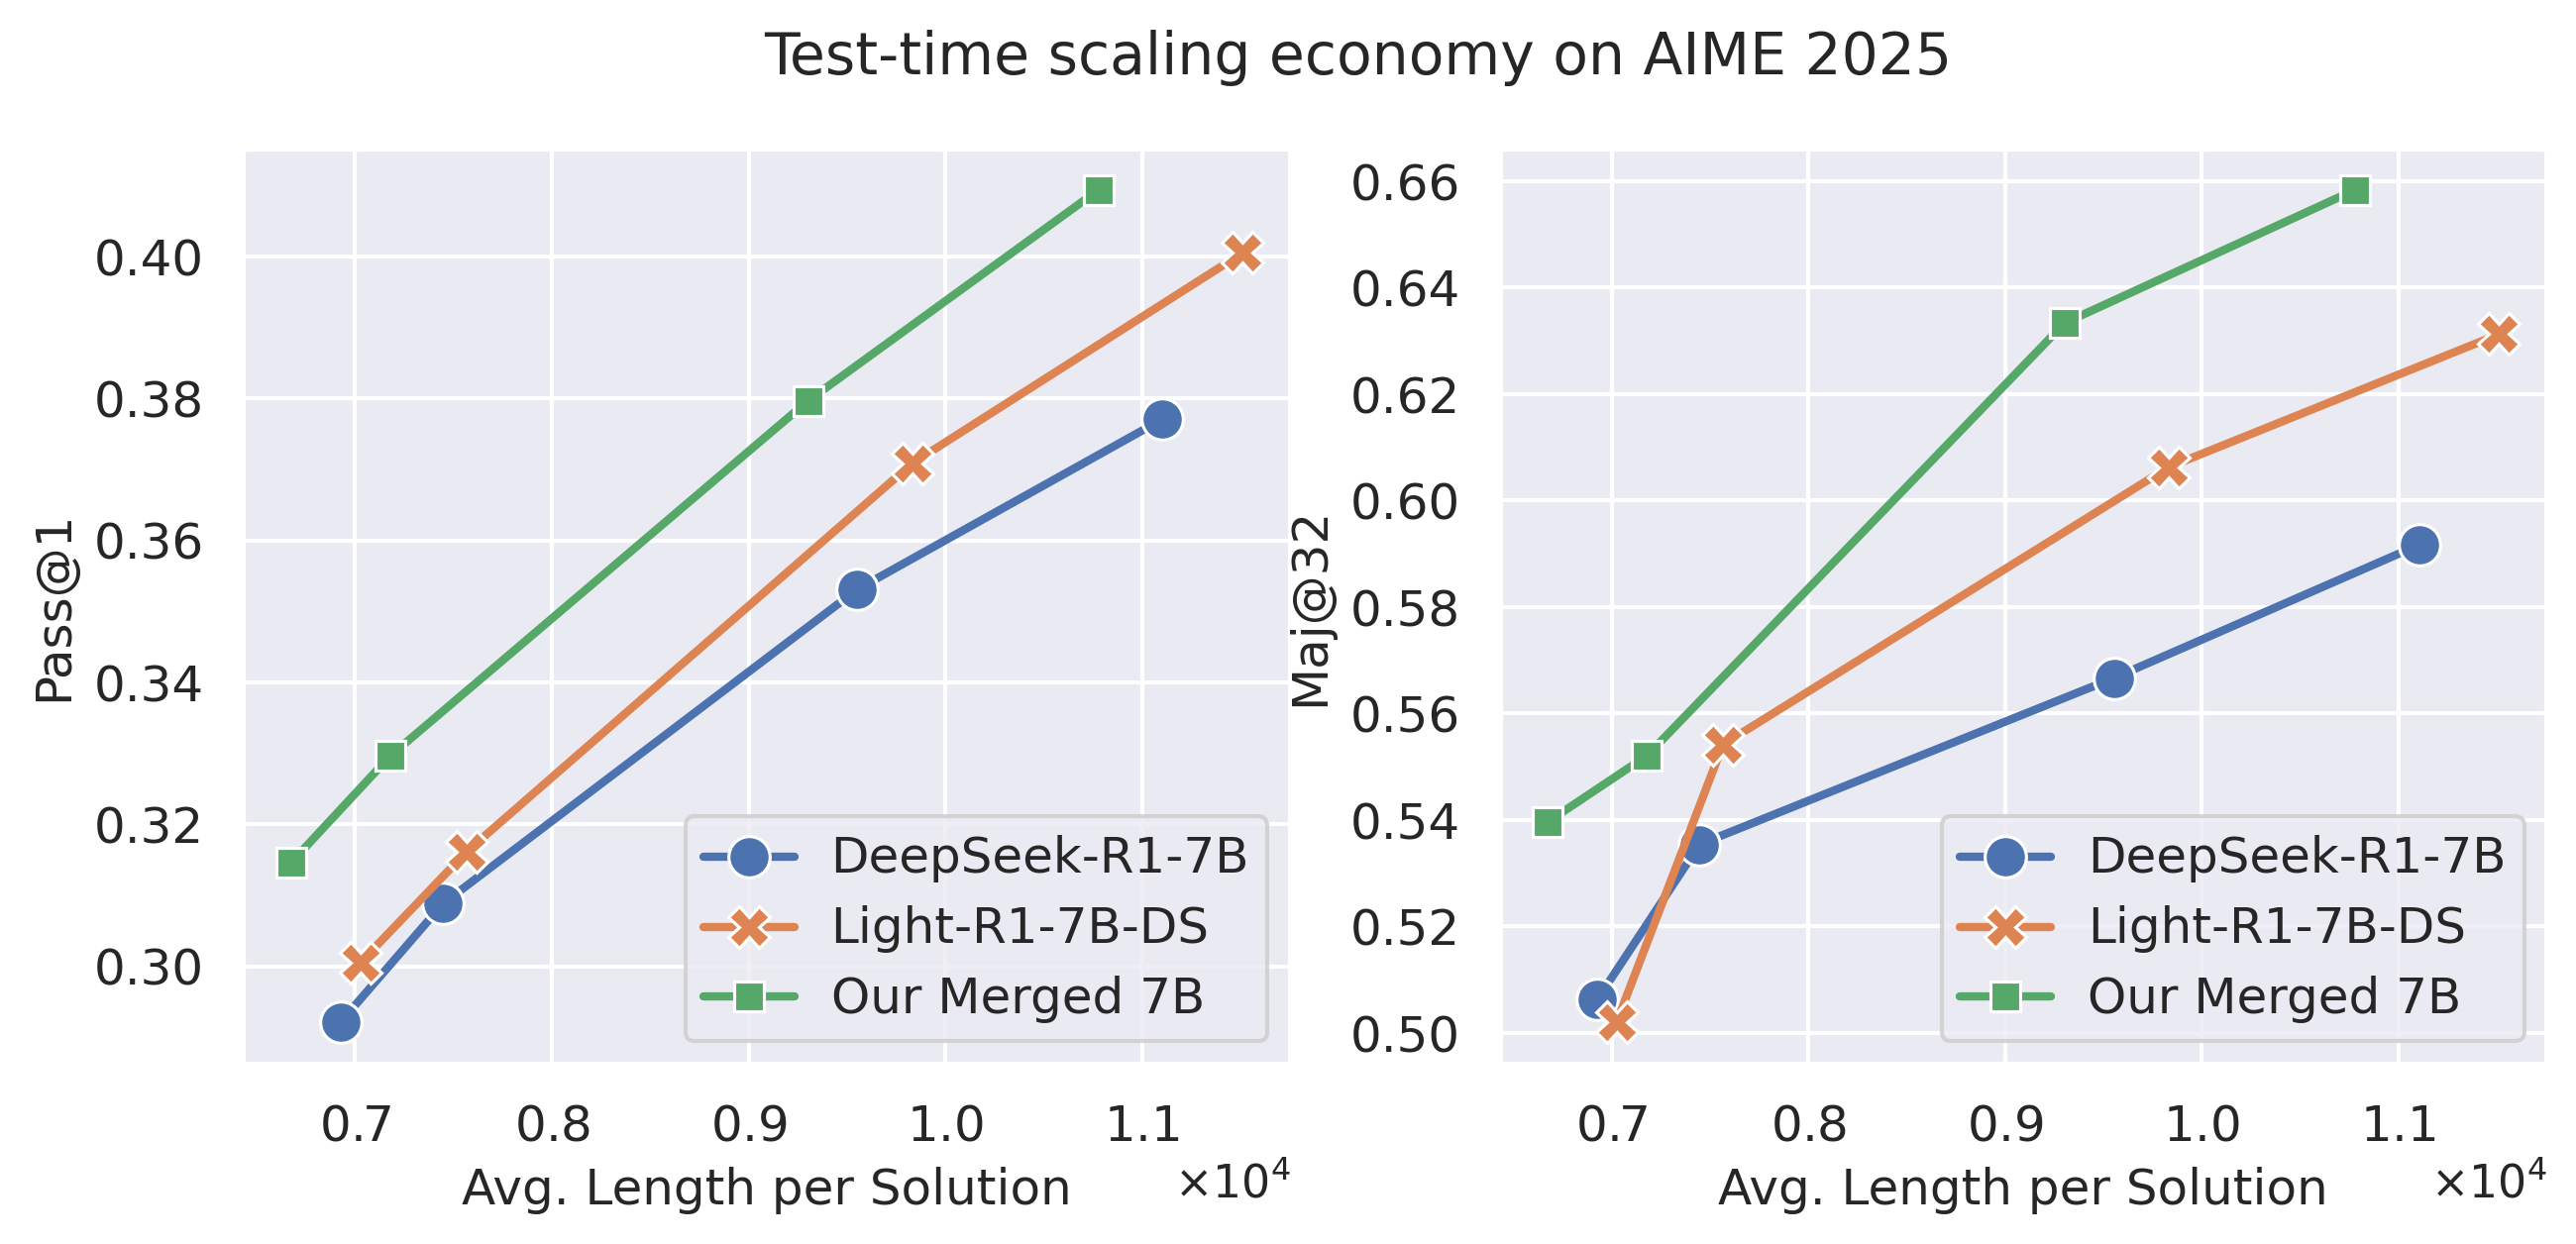 Test-time scaling economy on AIME 2025
Pass@1
0.40
0.38
0.36
0.34
0.32
0.30
0.7 0.8 0.9 1.0 1.1
Avg. Length per Solution
×10⁴
DeepSeek-R1-7B
Light-R1-7B-DS
Our Merged 7B
Maj@32
0.66
0.64
0.62
0.60
0.58
0.56
0.54
0.52
0.50
0.7 0.8 0.9 1.0 1.1
Avg. Length per Solution
×10⁴
DeepSeek-R1-7B
Light-R1-7B-DS
Our Merged 7B